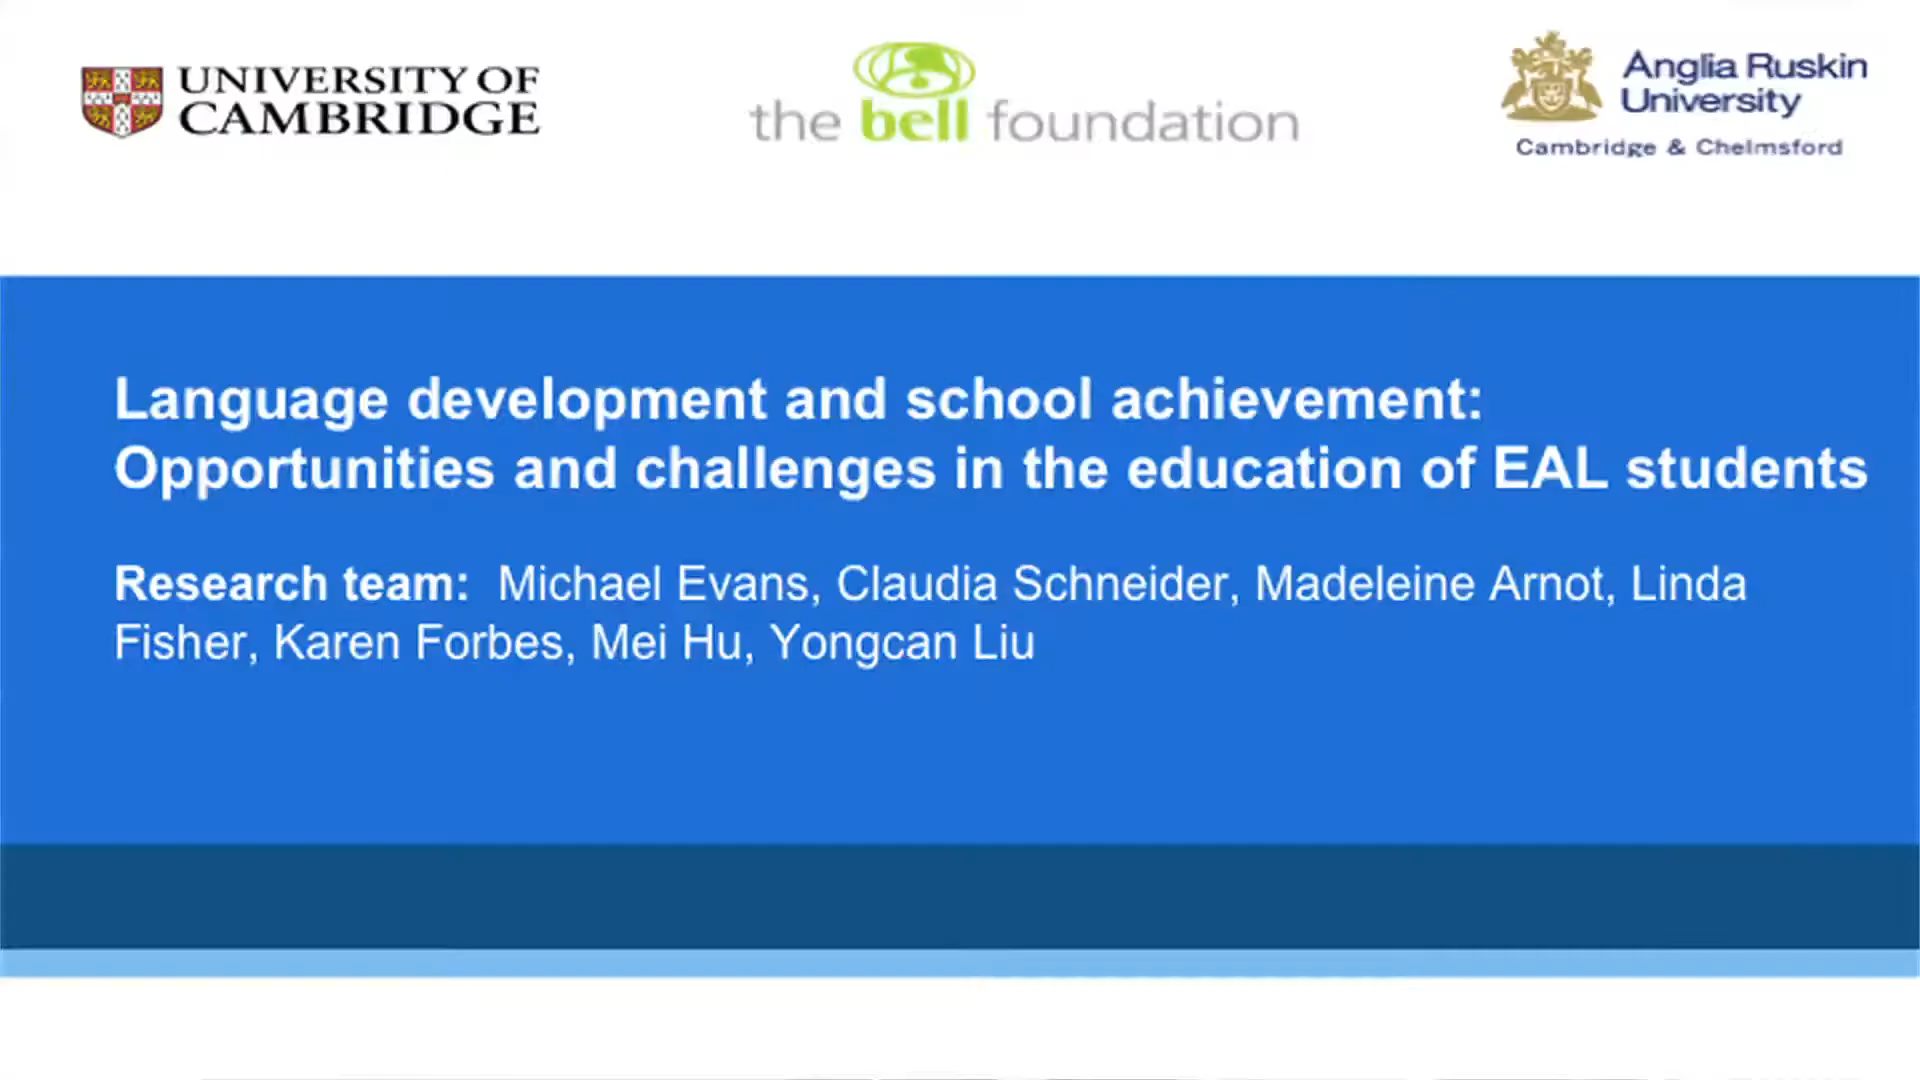 UNIVERSITY OF
CAMBRIDGE
the bell foundation
Anglia Ruskin
University
Cambridge & Chelmsford
Language development and school achievement:
Opportunities and challenges in the education of EAL students
Research team: Michael Evans, Claudia Schneider, Madeleine Arnot, Linda
Fisher, Karen Forbes, Mei Hu, Yongcan Liu